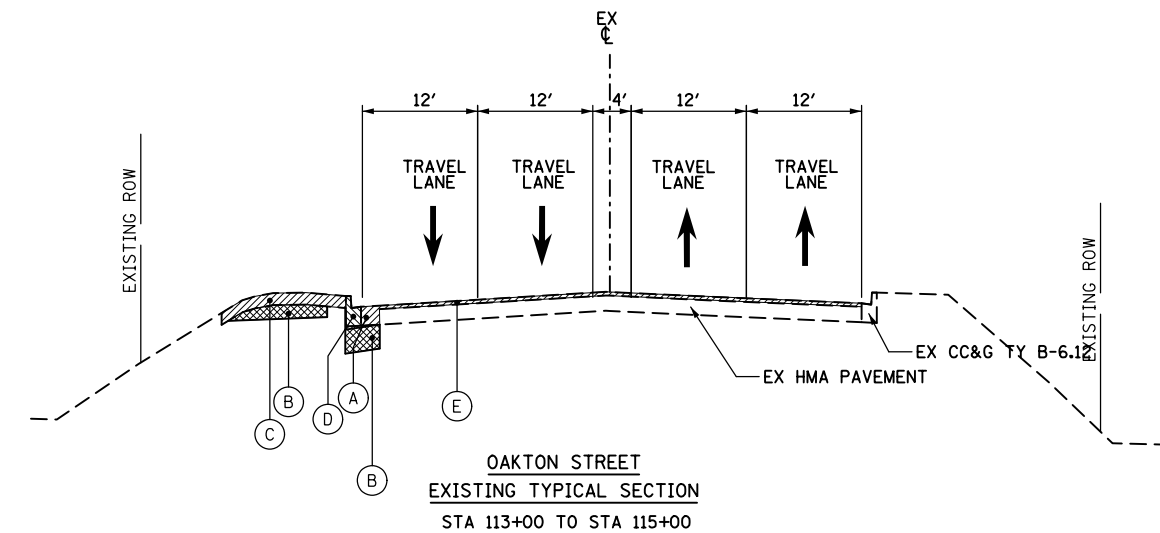 EX
℄
12'
12'
4'
12'
12'
TRAVEL
LANE
TRAVEL
LANE
TRAVEL
LANE
TRAVEL
LANE
EXISTING ROW
EXISTING ROW
EX CC&G TY B-6.12
EX HMA PAVEMENT
B
C
D
A
E
B
OAKTON STREET
EXISTING TYPICAL SECTION
STA 113+00 TO STA 115+00